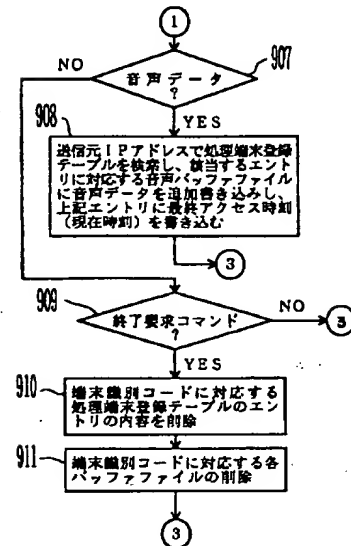 1
907
NO
音声データ
?
YES
908
送信元IPアドレスで処理端末登録
テーブルを検索し、該当するエント
リに対応する音声バッファファイル
に音声データを追加書き込みし、
上記エントリに最終アクセス時刻
(現在時刻)を書き込む
3
909
終了要求コマンド
?
NO
3
YES
910
端末識別コードに対応する
処理端末登録テーブルのエン
トリの内容を削除
911
端末識別コードに対応する各
バッファファイルの削除
3